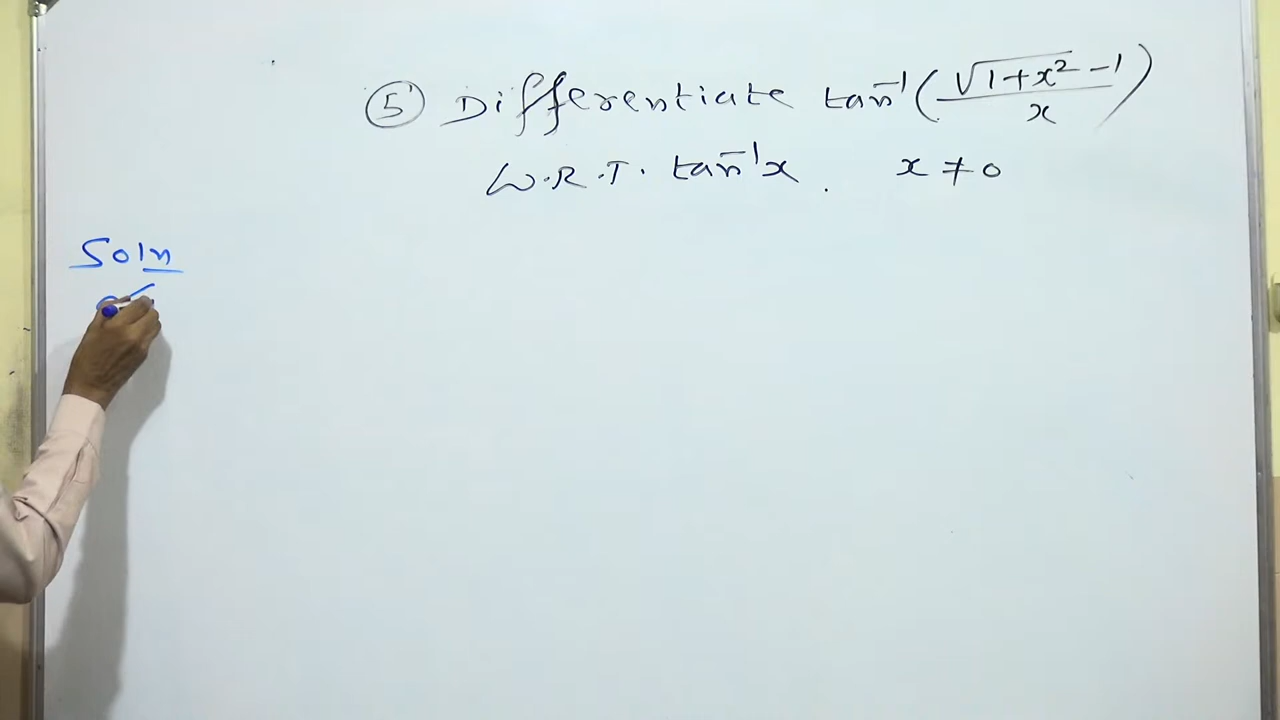 ⑤ Differentiate tan⁻¹(√(1+x²) −1 / x)
W.R.T. tan⁻¹x. x ≠ 0
Soln